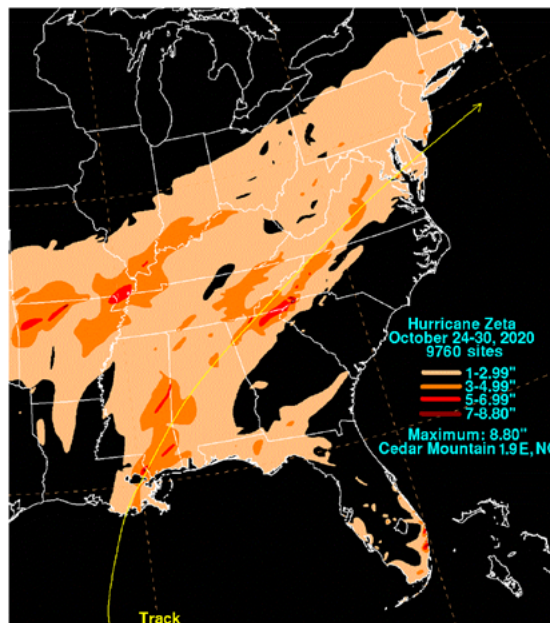 Hurricane Zeta
October 24-30, 2020
9760 sites
1-2.99"
3-4.99"
5-6.99"
7-8.80"
Maximum: 8.80"
Cedar Mountain 1.9E, NC
Track